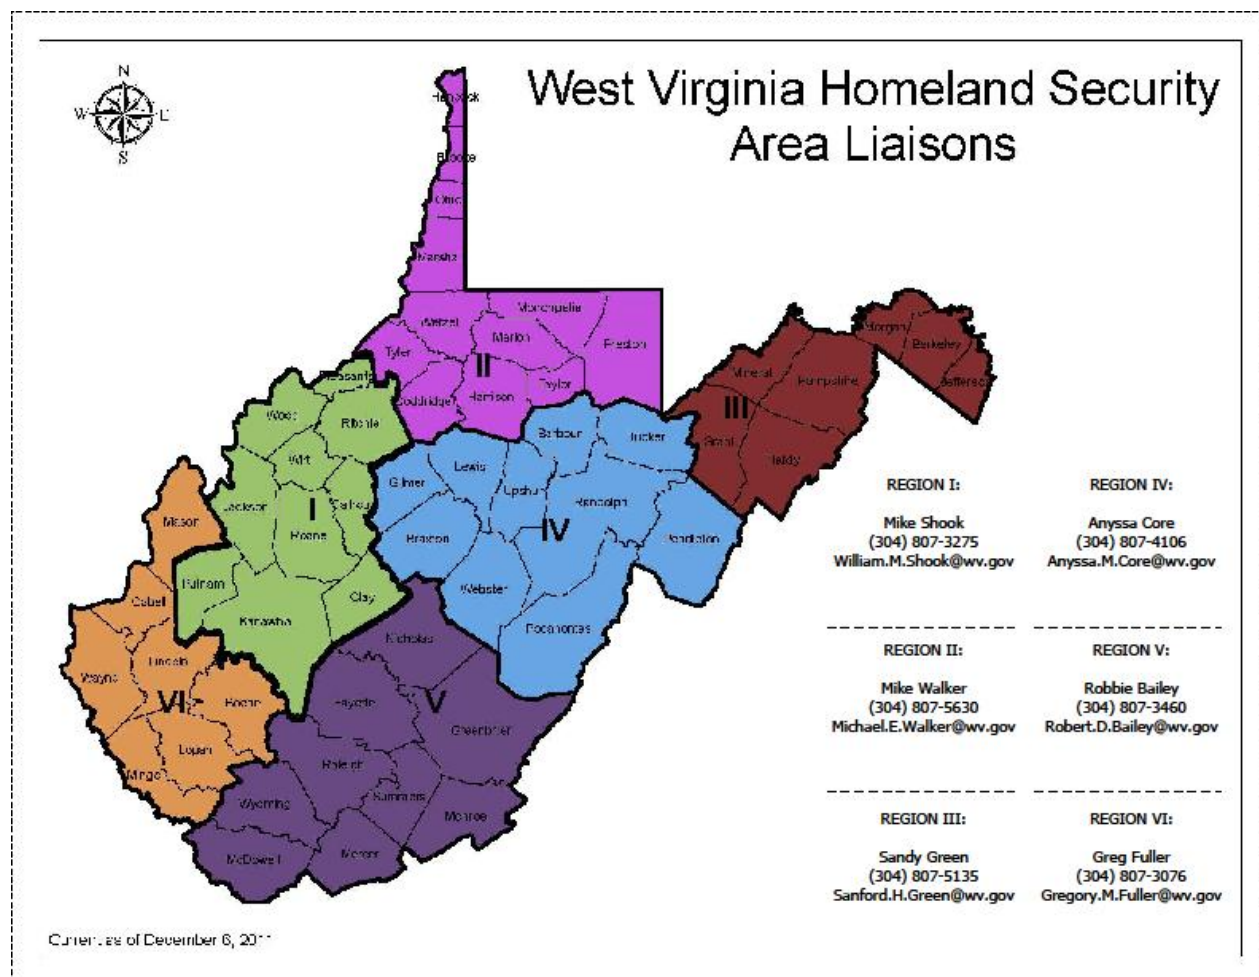 N
W E
S
West Virginia Homeland Security
Area Liaisons
Hancock
Brooke
Ohio
Marshal
Monongalia
Wetzel
Marion
Preston
Tyler
II
Taylor
Doddridge
Harrison
Morgan
Berkeley
Jefferson
Mineral
Hampshire
III
Grant
Hardy
Pleasants
Wood
Ritchie
Wirt
Jackson
I
Calhoun
Roane
Putnam
Clay
Kanawha
Barbour
Tucker
Lewis
Gilmer
Upshur
Randolph
IV
Braxton
Pendleton
Webster
Pocahontas
Mason
Cabell
Lincoln
Wayne
VI
Boone
Logan
Mingo
Nicholas
V
Fayette
Greenbrier
Raleigh
Summers
Wyoming
Monroe
McDowell
Mercer
REGION I:
Mike Shook
(304) 807-3275
William.M.Shook@wv.gov
REGION IV:
Anyssa Core
(304) 807-4106
Anyssa.M.Core@wv.gov
REGION II:
Mike Walker
(304) 807-5630
Michael.E.Walker@wv.gov
REGION V:
Robbie Bailey
(304) 807-3460
Robert.D.Bailey@wv.gov
REGION III:
Sandy Green
(304) 807-5135
Sanford.H.Green@wv.gov
REGION VI:
Greg Fuller
(304) 807-3076
Gregory.M.Fuller@wv.gov
Current as of December 6, 2011